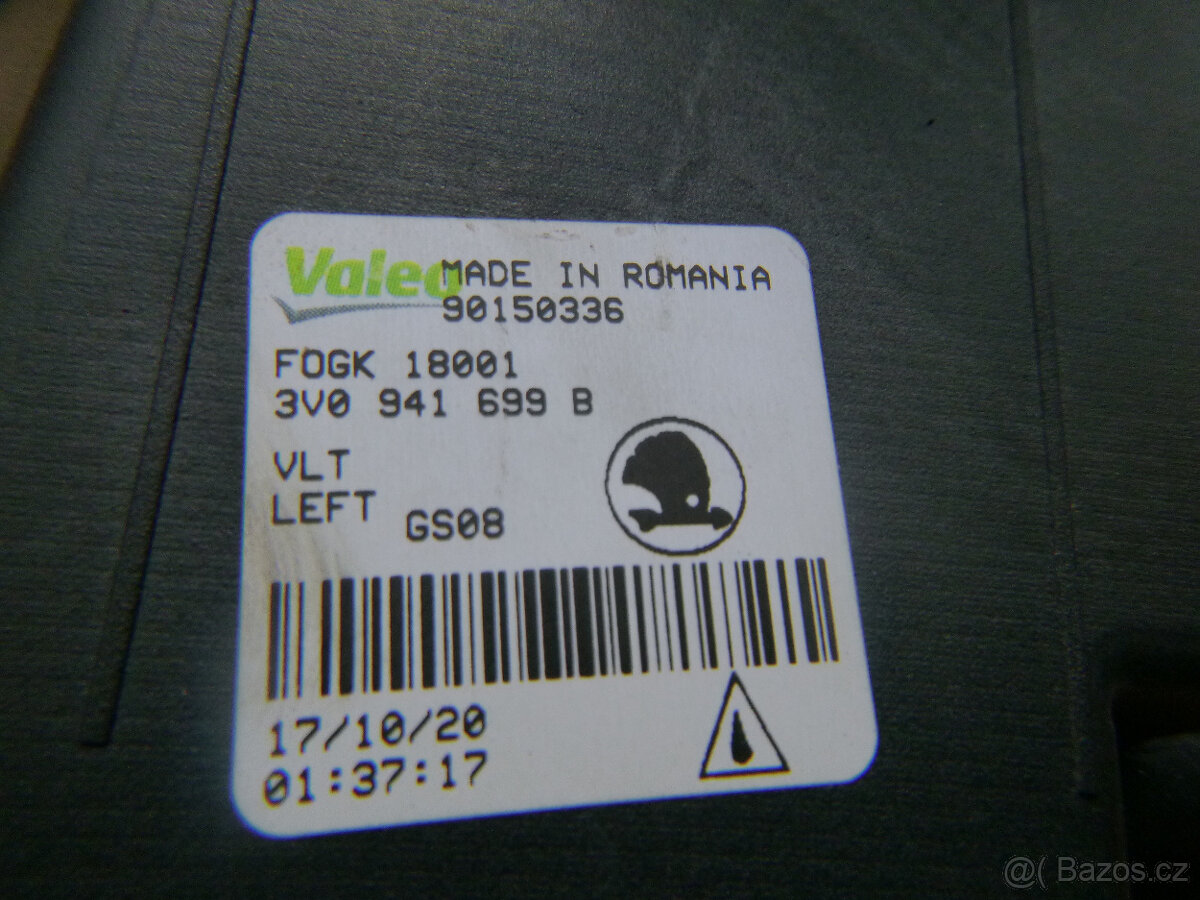 Valeo MADE IN ROMANIA
90150336
FOGK 18001
3V0 941 699 B
VLT
LEFT GS08
17/10/20
01:37:17
@( Bazos.cz